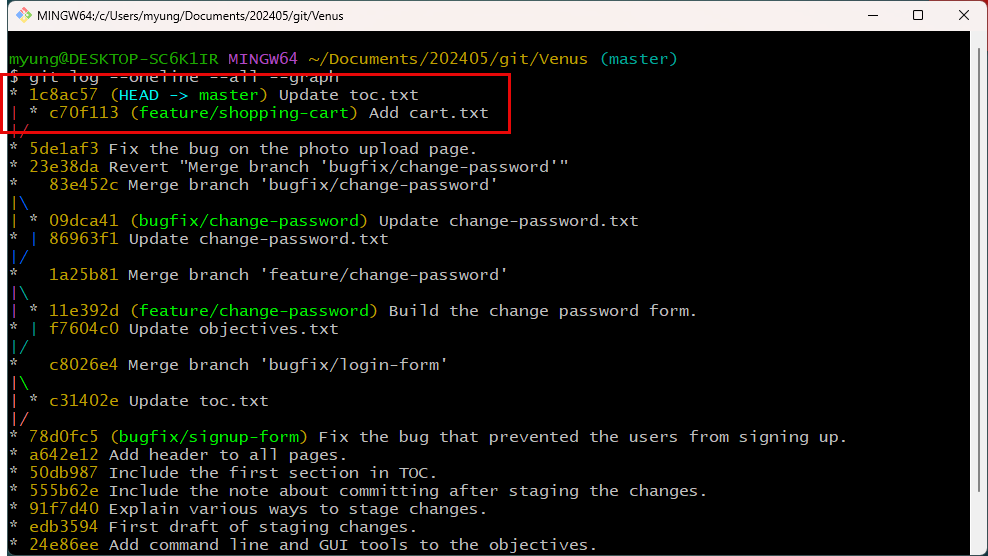 MINGW64:/c/Users/myung/Documents/202405/git/Venus
myung@DESKTOP-SC6K1IR MINGW64 ~/Documents/202405/git/Venus (master)
$ git log --oneline --all --graph
* 1c8ac57 (HEAD -> master) Update toc.txt
| * c70f113 (feature/shopping-cart) Add cart.txt
|/
* 5de1af3 Fix the bug on the photo upload page.
* 23e38da Revert "Merge branch 'bugfix/change-password'"
*   83e452c Merge branch 'bugfix/change-password'
|\
| * 09dca41 (bugfix/change-password) Update change-password.txt
* | 86963f1 Update change-password.txt
|/
*   1a25b81 Merge branch 'feature/change-password'
|\
| * 11e392d (feature/change-password) Build the change password form.
* | f7604c0 Update objectives.txt
|/
*   c8026e4 Merge branch 'bugfix/login-form'
|\
| * c31402e Update toc.txt
|/
* 78d0fc5 (bugfix/signup-form) Fix the bug that prevented the users from signing up.
* a642e12 Add header to all pages.
* 50db987 Include the first section in TOC.
* 555b62e Include the note about committing after staging the changes.
* 91f7d40 Explain various ways to stage changes.
* edb3594 First draft of staging changes.
* 24e86ee Add command line and GUI tools to the objectives.